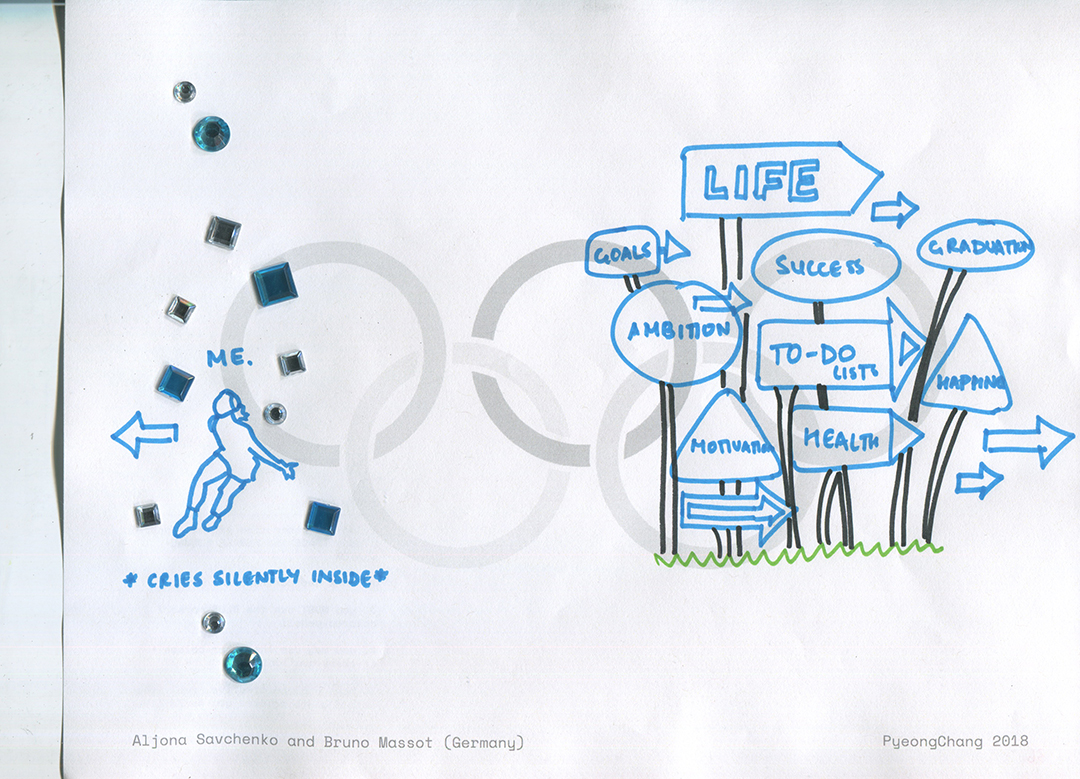 LIFE
GOALS
SUCCESS
GRADUATION
AMBITION
TO-DO
LISTS
HAPPINE
MOTIVATION
HEALTH
ME.
* CRIES SILENTLY INSIDE*
Aljona Savchenko and Bruno Massot (Germany)
PyeongChang 2018